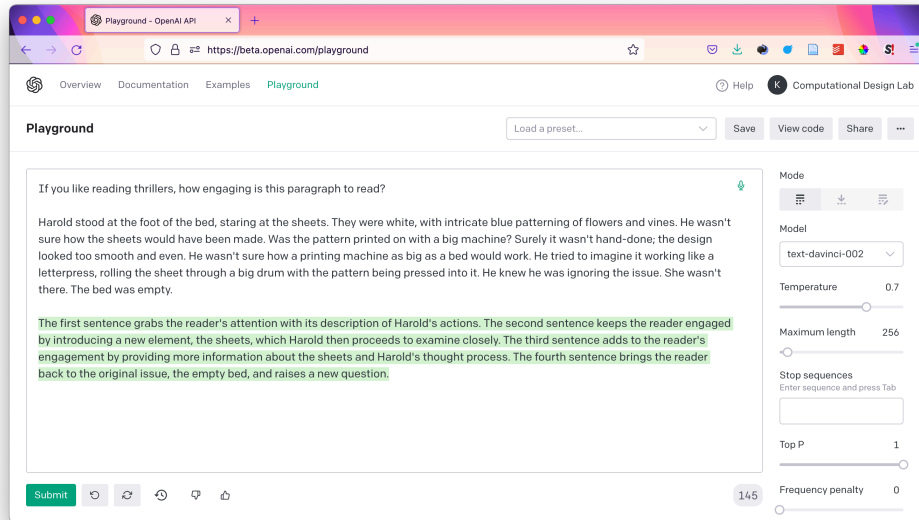 Playground - OpenAI API
https://beta.openai.com/playground
S!
Overview Documentation Examples Playground
Help K Computational Design Lab
Playground
Load a preset... Save View code Share ...
If you like reading thrillers, how engaging is this paragraph to read?
Harold stood at the foot of the bed, staring at the sheets. They were white, with intricate blue patterning of flowers and vines. He wasn't
sure how the sheets would have been made. Was the pattern printed on with a big machine? Surely it wasn't hand-done; the design
looked too smooth and even. He wasn't sure how a printing machine as big as a bed would work. He tried to imagine it working like a
letterpress, rolling the sheet through a big drum with the pattern being pressed into it. He knew he was ignoring the issue. She wasn't
there. The bed was empty.
The first sentence grabs the reader's attention with its description of Harold's actions. The second sentence keeps the reader engaged
by introducing a new element, the sheets, which Harold then proceeds to examine closely. The third sentence adds to the reader's
engagement by providing more information about the sheets and Harold's thought process. The fourth sentence brings the reader
back to the original issue, the empty bed, and raises a new question.
Mode
Model
text-davinci-002
Temperature 0.7
Maximum length 256
Stop sequences
Enter sequence and press Tab
Top P 1
Frequency penalty 0
Submit
145